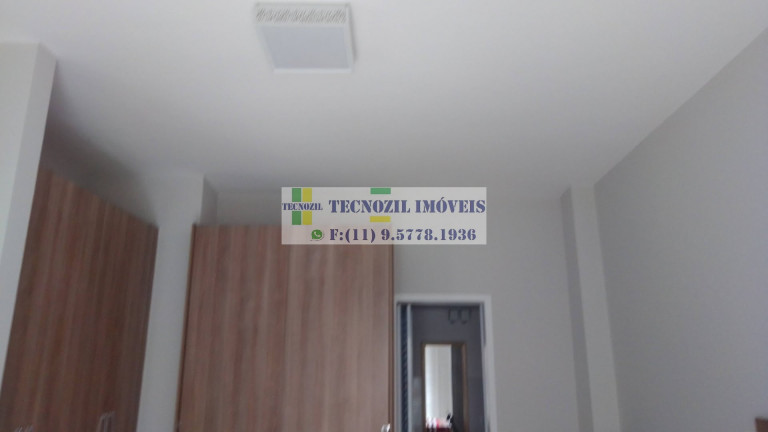 TECNOZIL TECNOZIL IMÓVEIS
F:(11) 9.5778.1936